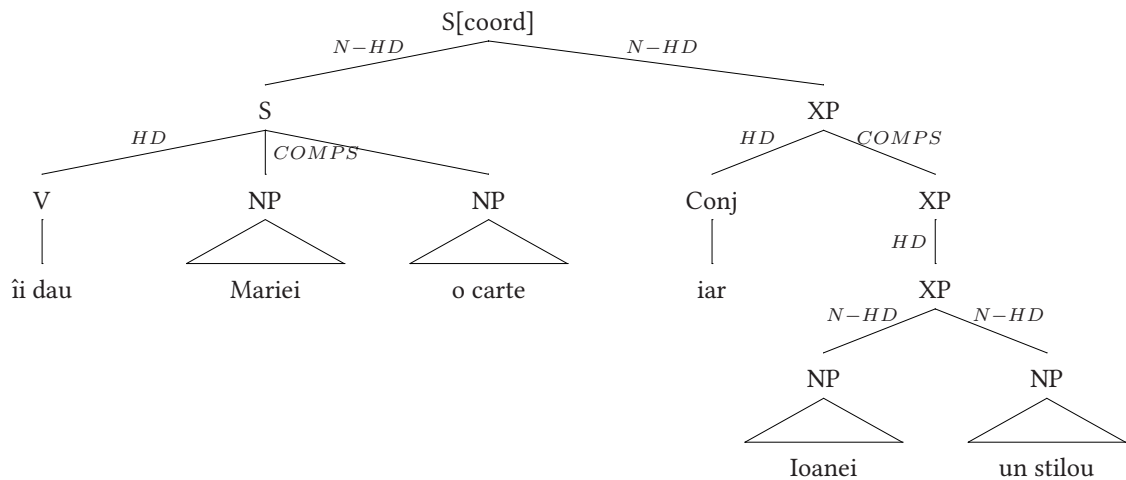 S[coord]
N−HD N−HD
S XP
HD COMPS HD COMPS
V NP NP Conj XP
HD
îi dau Mariei o carte iar XP
N−HD N−HD
NP NP
Ioanei un stilou